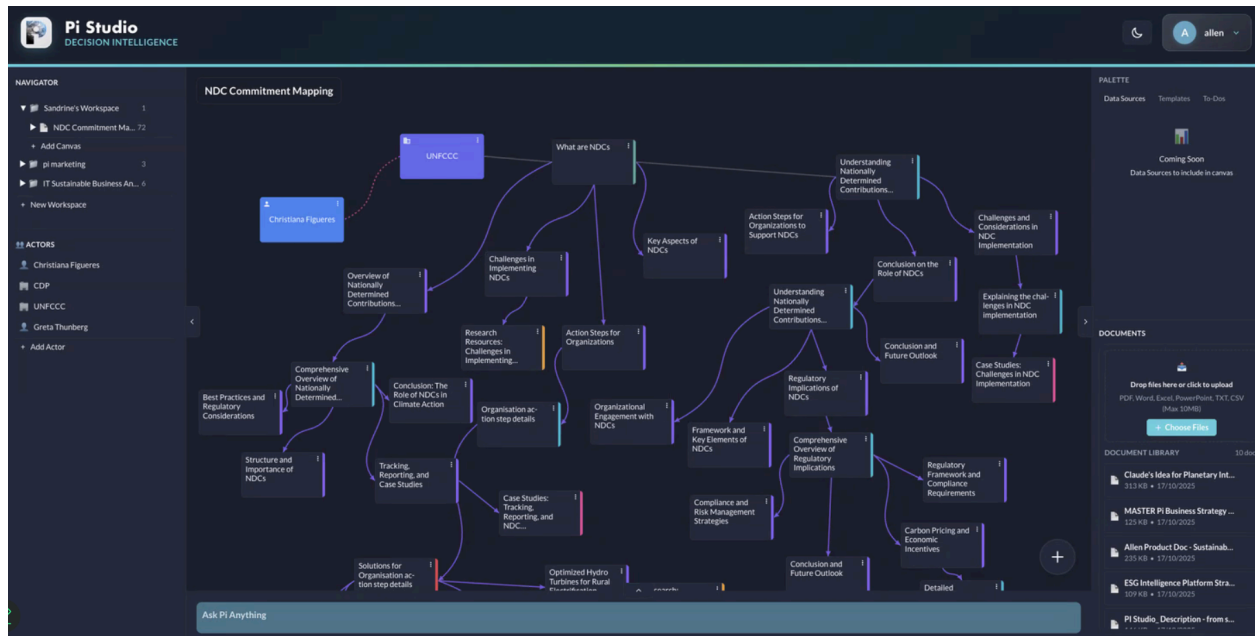 Pi Studio
DECISION INTELLIGENCE
A
allen
NAVIGATOR
Sandrine's Workspace 1
NDC Commitment Ma... 72
+ Add Canvas
pi marketing 3
IT Sustainable Business An... 6
+ New Workspace
ACTORS
Christiana Figueres
CDP
UNFCCC
Greta Thunberg
+ Add Actor
NDC Commitment Mapping
UNFCCC
Christiana Figueres
What are NDCs
Understanding
Nationally
Determined
Contributions...
Action Steps for
Organizations to
Support NDCs
Challenges and
Considerations in
NDC
Implementation
Key Aspects of
NDCs
Challenges in
Implementing
NDCs
Conclusion on the
Role of NDCs
Overview of
Nationally
Determined
Contributions...
Understanding
Nationally
Determined
Contributions...
Explaining the chal-
lenges in NDC
implementation
Research
Resources:
Challenges in
Implementing...
Action Steps for
Organizations
Conclusion and
Future Outlook
Case Studies:
Challenges in NDC
Implementation
Comprehensive
Overview of
Nationally
Determined...
Conclusion: The
Role of NDCs in
Climate Action
Regulatory
Implications of
NDCs
Best Practices and
Regulatory
Considerations
Organisation ac-
tion step details
Organizational
Engagement with
NDCs
Framework and
Key Elements of
NDCs
Comprehensive
Overview of
Regulatory
Implications
Structure and
Importance of
NDCs
Tracking,
Reporting, and
Case Studies
Regulatory
Framework and
Compliance
Requirements
Case Studies:
Tracking,
Reporting, and
NDC...
Compliance and
Risk Management
Strategies
Carbon Pricing and
Economic
Incentives
Solutions for
Organisation ac-
tion step details
Optimized Hydro
Turbines for Rural
Electrification
Conclusion and
Future Outlook
Detailed
+
Ask Pi Anything
PALETTE
Data Sources Templates To-Dos
Coming Soon
Data Sources to include in canvas
DOCUMENTS
Drop files here or click to upload
PDF, Word, Excel, PowerPoint, TXT, CSV
(Max 10MB)
+ Choose Files
DOCUMENT LIBRARY 10 doc
Claude's Idea for Planetary Int...
313 KB • 17/10/2025
MASTER Pi Business Strategy ...
125 KB • 17/10/2025
Allen Product Doc - Sustainab...
235 KB • 17/10/2025
ESG Intelligence Platform Stra...
109 KB • 17/10/2025
PI Studio_ Description - from s...